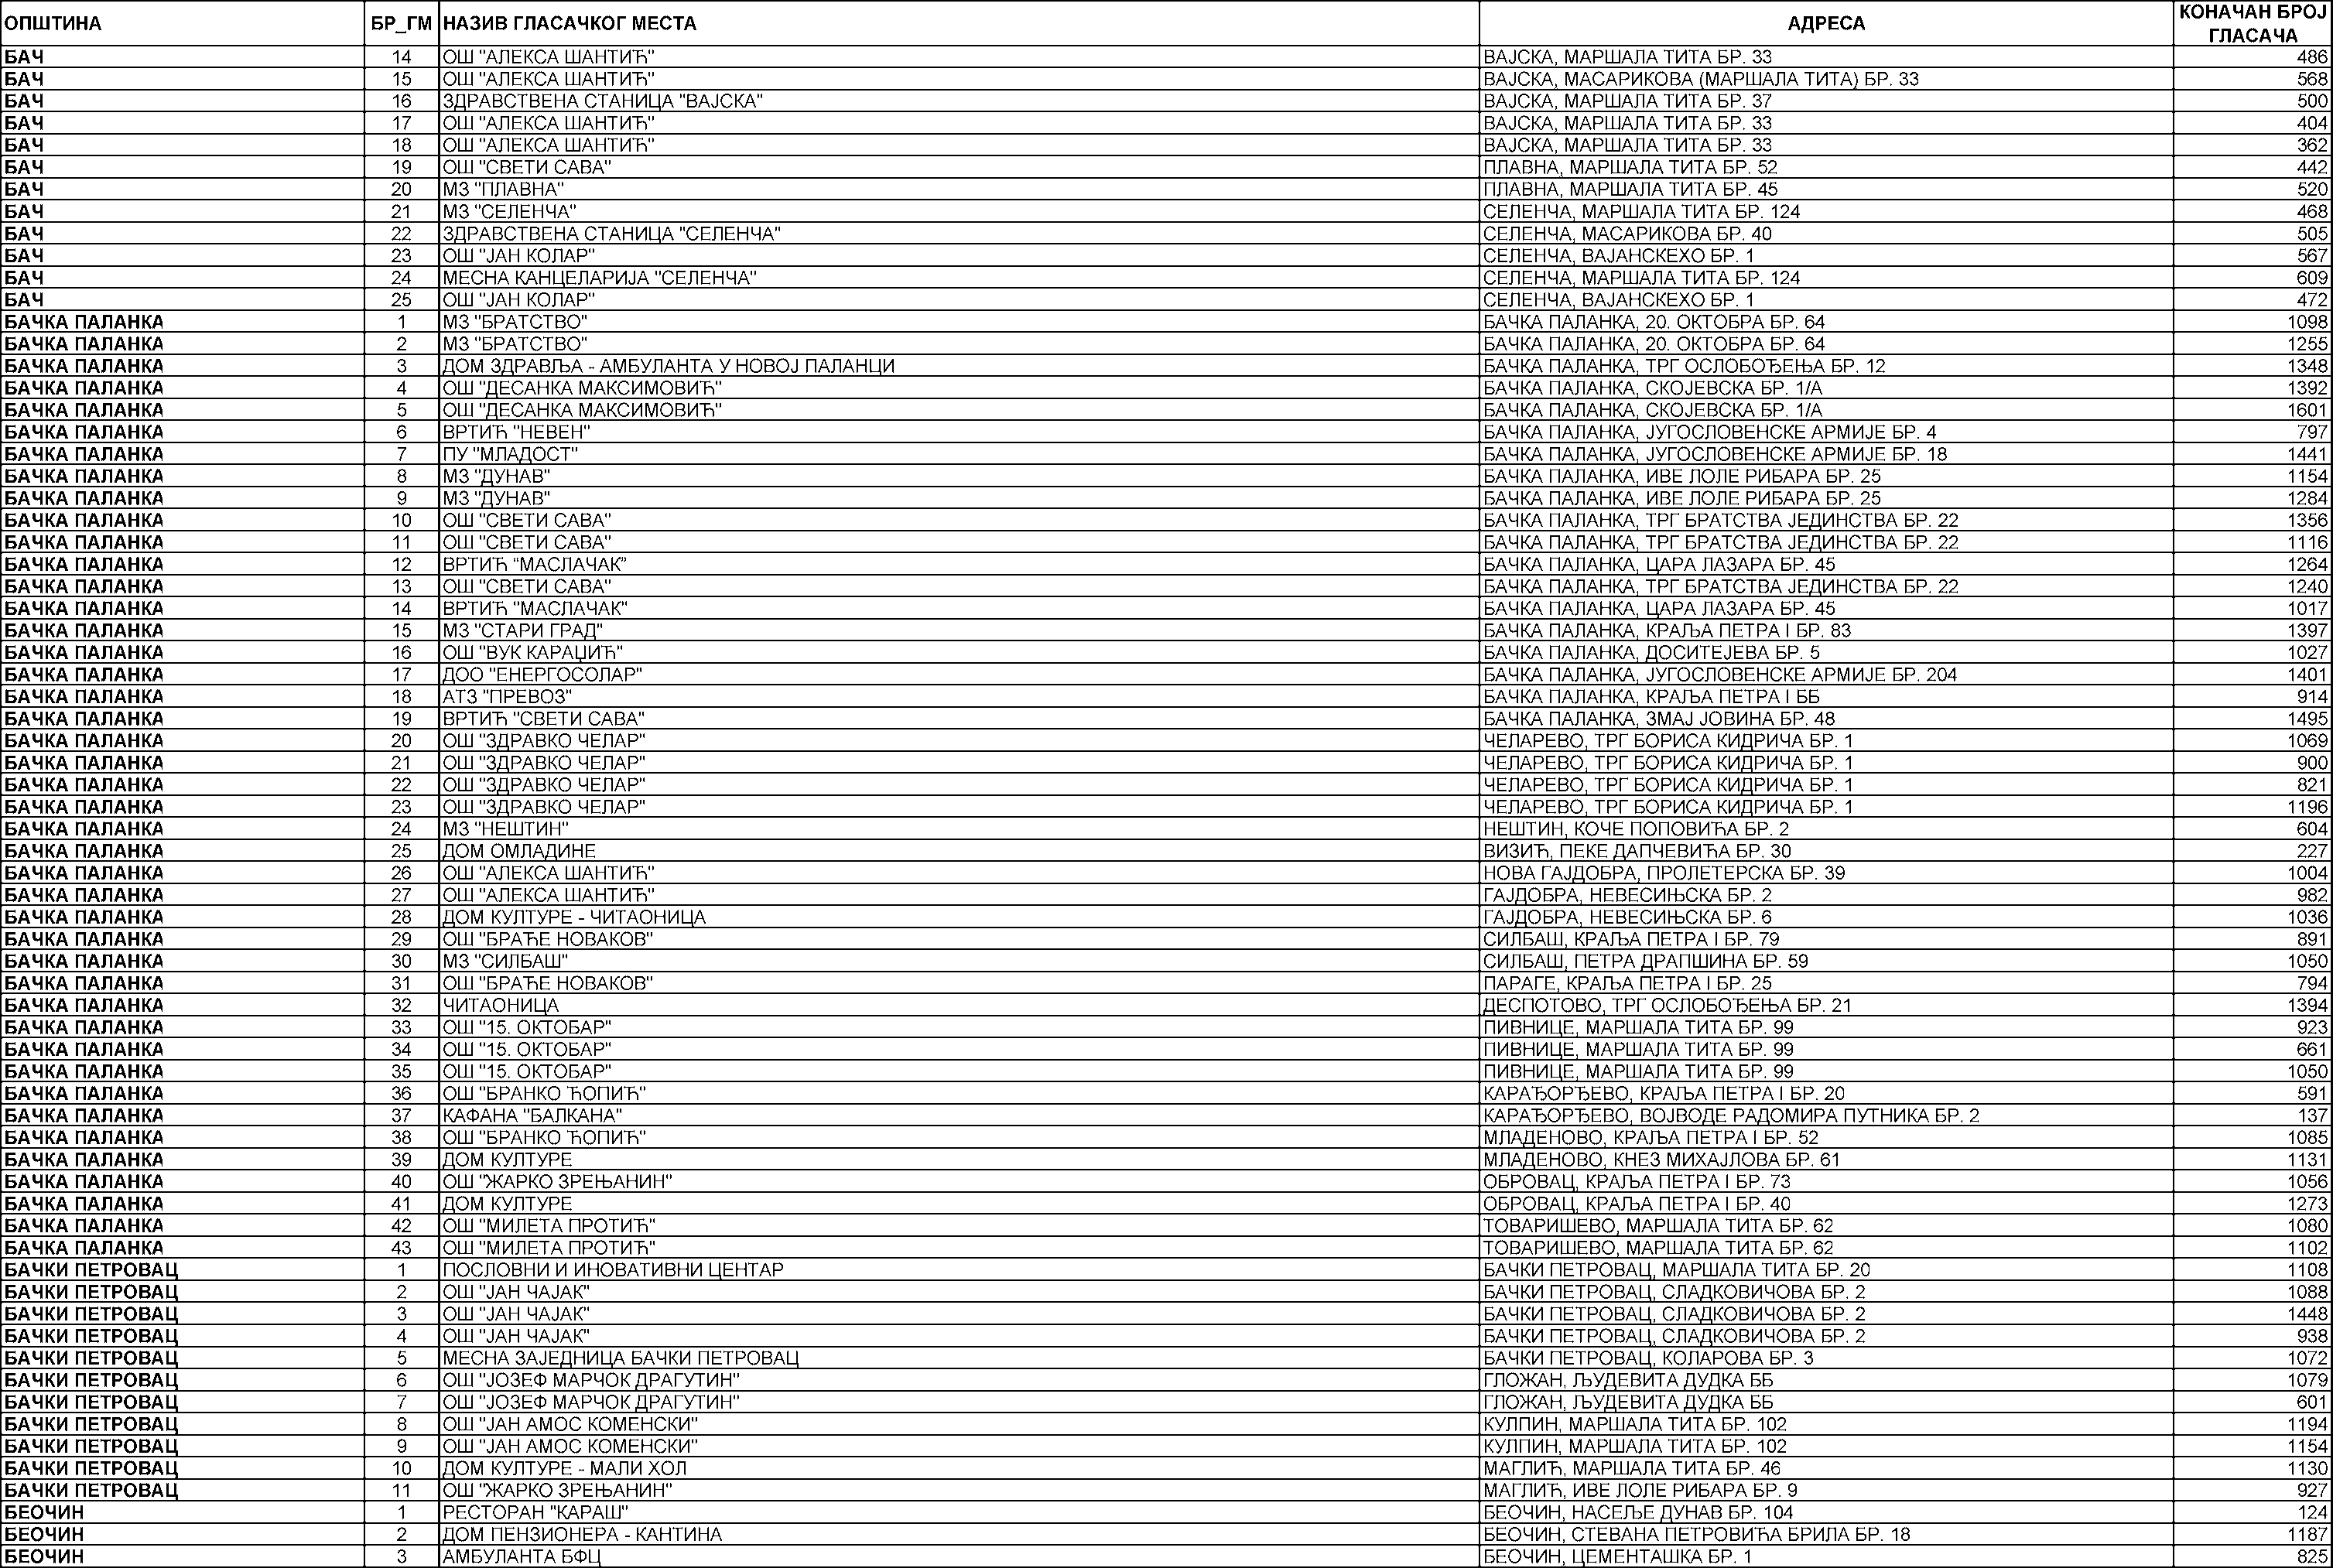 ОПШТИНА БР_ГМ НАЗИВ ГЛАСАЧКОГ МЕСТА АДРЕСА КОНАЧАН БРОЈ ГЛАСАЧА
БАЧ 14 ОШ "АЛЕКСА ШАНТИЋ" ВАЈСКА, МАРШАЛА ТИТА БР. 33 486
БАЧ 15 ОШ "АЛЕКСА ШАНТИЋ" ВАЈСКА, МАСАРИКОВА (МАРШАЛА ТИТА) БР. 33 568
БАЧ 16 ЗДРАВСТВЕНА СТАНИЦА "ВАЈСКА" ВАЈСКА, МАРШАЛА ТИТА БР. 37 500
БАЧ 17 ОШ "АЛЕКСА ШАНТИЋ" ВАЈСКА, МАРШАЛА ТИТА БР. 33 404
БАЧ 18 ОШ "АЛЕКСА ШАНТИЋ" ВАЈСКА, МАРШАЛА ТИТА БР. 33 362
БАЧ 19 ОШ "СВЕТИ САВА" ПЛАВНА, МАРШАЛА ТИТА БР. 52 442
БАЧ 20 МЗ "ПЛАВНА" ПЛАВНА, МАРШАЛА ТИТА БР. 45 520
БАЧ 21 МЗ "СЕЛЕНЧА" СЕЛЕНЧА, МАРШАЛА ТИТА БР. 124 468
БАЧ 22 ЗДРАВСТВЕНА СТАНИЦА "СЕЛЕНЧА" СЕЛЕНЧА, МАСАРИКОВА БР. 40 505
БАЧ 23 ОШ "ЈАН КОЛАР" СЕЛЕНЧА, ВАЈАНСКЕХО БР. 1 567
БАЧ 24 МЕСНА КАНЦЕЛАРИЈА "СЕЛЕНЧА" СЕЛЕНЧА, МАРШАЛА ТИТА БР. 124 609
БАЧ 25 ОШ "ЈАН КОЛАР" СЕЛЕНЧА, ВАЈАНСКЕХО БР. 1 472
БАЧКА ПАЛАНКА 1 МЗ "БРАТСТВО" БАЧКА ПАЛАНКА, 20. ОКТОБРА БР. 64 1098
БАЧКА ПАЛАНКА 2 МЗ "БРАТСТВО" БАЧКА ПАЛАНКА, 20. ОКТОБРА БР. 64 1255
БАЧКА ПАЛАНКА 3 ДОМ ЗДРАВЉА - АМБУЛАНТА У НОВОЈ ПАЛАНЦИ БАЧКА ПАЛАНКА, ТРГ ОСЛОБОЂЕЊА БР. 12 1348
БАЧКА ПАЛАНКА 4 ОШ "ДЕСАНКА МАКСИМОВИЋ" БАЧКА ПАЛАНКА, СКОЈЕВСКА БР. 1/А 1392
БАЧКА ПАЛАНКА 5 ОШ "ДЕСАНКА МАКСИМОВИЋ" БАЧКА ПАЛАНКА, СКОЈЕВСКА БР. 1/А 1601
БАЧКА ПАЛАНКА 6 ВРТИЋ "НЕВЕН" БАЧКА ПАЛАНКА, ЈУГОСЛОВЕНСКЕ АРМИЈЕ БР. 4 797
БАЧКА ПАЛАНКА 7 ПУ "МЛАДОСТ" БАЧКА ПАЛАНКА, ЈУГОСЛОВЕНСКЕ АРМИЈЕ БР. 18 1441
БАЧКА ПАЛАНКА 8 МЗ "ДУНАВ" БАЧКА ПАЛАНКА, ИВЕ ЛОЛЕ РИБАРА БР. 25 1154
БАЧКА ПАЛАНКА 9 МЗ "ДУНАВ" БАЧКА ПАЛАНКА, ИВЕ ЛОЛЕ РИБАРА БР. 25 1284
БАЧКА ПАЛАНКА 10 ОШ "СВЕТИ САВА" БАЧКА ПАЛАНКА, ТРГ БРАТСТВА ЈЕДИНСТВА БР. 22 1356
БАЧКА ПАЛАНКА 11 ОШ "СВЕТИ САВА" БАЧКА ПАЛАНКА, ТРГ БРАТСТВА ЈЕДИНСТВА БР. 22 1116
БАЧКА ПАЛАНКА 12 ВРТИЋ "МАСЛАЧАК" БАЧКА ПАЛАНКА, ЦАРА ЛАЗАРА БР. 45 1264
БАЧКА ПАЛАНКА 13 ОШ "СВЕТИ САВА" БАЧКА ПАЛАНКА, ТРГ БРАТСТВА ЈЕДИНСТВА БР. 22 1240
БАЧКА ПАЛАНКА 14 ВРТИЋ "МАСЛАЧАК" БАЧКА ПАЛАНКА, ЦАРА ЛАЗАРА БР. 45 1017
БАЧКА ПАЛАНКА 15 МЗ "СТАРИ ГРАД" БАЧКА ПАЛАНКА, КРАЉА ПЕТРА I БР. 83 1397
БАЧКА ПАЛАНКА 16 ОШ "ВУК КАРАЏИЋ" БАЧКА ПАЛАНКА, ДОСИТЕЈЕВА БР. 5 1027
БАЧКА ПАЛАНКА 17 ДОО "ЕНЕРГОСОЛАР" БАЧКА ПАЛАНКА, ЈУГОСЛОВЕНСКЕ АРМИЈЕ БР. 204 1401
БАЧКА ПАЛАНКА 18 АТЗ "ПРЕВОЗ" БАЧКА ПАЛАНКА, КРАЉА ПЕТРА I ББ 914
БАЧКА ПАЛАНКА 19 ВРТИЋ "СВЕТИ САВА" БАЧКА ПАЛАНКА, ЗМАЈ ЈОВИНА БР. 48 1495
БАЧКА ПАЛАНКА 20 ОШ "ЗДРАВКО ЧЕЛАР" ЧЕЛАРЕВО, ТРГ БОРИСА КИДРИЧА БР. 1 1069
БАЧКА ПАЛАНКА 21 ОШ "ЗДРАВКО ЧЕЛАР" ЧЕЛАРЕВО, ТРГ БОРИСА КИДРИЧА БР. 1 900
БАЧКА ПАЛАНКА 22 ОШ "ЗДРАВКО ЧЕЛАР" ЧЕЛАРЕВО, ТРГ БОРИСА КИДРИЧА БР. 1 821
БАЧКА ПАЛАНКА 23 ОШ "ЗДРАВКО ЧЕЛАР" ЧЕЛАРЕВО, ТРГ БОРИСА КИДРИЧА БР. 1 1196
БАЧКА ПАЛАНКА 24 МЗ "НЕШТИН" НЕШТИН, КОЧЕ ПОПОВИЋА БР. 2 604
БАЧКА ПАЛАНКА 25 ДОМ ОМЛАДИНЕ ВИЗИЋ, ПЕКЕ ДАПЧЕВИЋА БР. 30 227
БАЧКА ПАЛАНКА 26 ОШ "АЛЕКСА ШАНТИЋ" НОВА ГАЈДОБРА, ПРОЛЕТЕРСКА БР. 39 1004
БАЧКА ПАЛАНКА 27 ОШ "АЛЕКСА ШАНТИЋ" ГАЈДОБРА, НЕВЕСИЊСКА БР. 2 982
БАЧКА ПАЛАНКА 28 ДОМ КУЛТУРЕ - ЧИТАОНИЦА ГАЈДОБРА, НЕВЕСИЊСКА БР. 6 1036
БАЧКА ПАЛАНКА 29 ОШ "БРАЋЕ НОВАКОВ" СИЛБАШ, КРАЉА ПЕТРА I БР. 79 891
БАЧКА ПАЛАНКА 30 МЗ "СИЛБАШ" СИЛБАШ, ПЕТРА ДРАПШИНА БР. 59 1050
БАЧКА ПАЛАНКА 31 ОШ "БРАЋЕ НОВАКОВ" ПАРАГЕ, КРАЉА ПЕТРА I БР. 25 794
БАЧКА ПАЛАНКА 32 ЧИТАОНИЦА ДЕСПОТОВО, ТРГ ОСЛОБОЂЕЊА БР. 21 1394
БАЧКА ПАЛАНКА 33 ОШ "15. ОКТОБАР" ПИВНИЦЕ, МАРШАЛА ТИТА БР. 99 923
БАЧКА ПАЛАНКА 34 ОШ "15. ОКТОБАР" ПИВНИЦЕ, МАРШАЛА ТИТА БР. 99 661
БАЧКА ПАЛАНКА 35 ОШ "15. ОКТОБАР" ПИВНИЦЕ, МАРШАЛА ТИТА БР. 99 1050
БАЧКА ПАЛАНКА 36 ОШ "БРАНКО ЋОПИЋ" КАРАЂОРЂЕВО, КРАЉА ПЕТРА I БР. 20 591
БАЧКА ПАЛАНКА 37 КАФАНА "БАЛКАНА" КАРАЂОРЂЕВО, ВОЈВОДЕ РАДОМИРА ПУТНИКА БР. 2 137
БАЧКА ПАЛАНКА 38 ОШ "БРАНКО ЋОПИЋ" МЛАДЕНОВО, КРАЉА ПЕТРА I БР. 52 1085
БАЧКА ПАЛАНКА 39 ДОМ КУЛТУРЕ МЛАДЕНОВО, КНЕЗ МИХАЈЛОВА БР. 61 1131
БАЧКА ПАЛАНКА 40 ОШ "ЖАРКО ЗРЕЊАНИН" ОБРОВАЦ, КРАЉА ПЕТРА I БР. 73 1056
БАЧКА ПАЛАНКА 41 ДОМ КУЛТУРЕ ОБРОВАЦ, КРАЉА ПЕТРА I БР. 40 1273
БАЧКА ПАЛАНКА 42 ОШ "МИЛЕТА ПРОТИЋ" ТОВАРИШЕВО, МАРШАЛА ТИТА БР. 62 1080
БАЧКА ПАЛАНКА 43 ОШ "МИЛЕТА ПРОТИЋ" ТОВАРИШЕВО, МАРШАЛА ТИТА БР. 62 1102
БАЧКИ ПЕТРОВАЦ 1 ПОСЛОВНИ И ИНОВАТИВНИ ЦЕНТАР БАЧКИ ПЕТРОВАЦ, МАРШАЛА ТИТА БР. 20 1108
БАЧКИ ПЕТРОВАЦ 2 ОШ "ЈАН ЧАЈАК" БАЧКИ ПЕТРОВАЦ, СЛАДКОВИЧОВА БР. 2 1088
БАЧКИ ПЕТРОВАЦ 3 ОШ "ЈАН ЧАЈАК" БАЧКИ ПЕТРОВАЦ, СЛАДКОВИЧОВА БР. 2 1448
БАЧКИ ПЕТРОВАЦ 4 ОШ "ЈАН ЧАЈАК" БАЧКИ ПЕТРОВАЦ, СЛАДКОВИЧОВА БР. 2 938
БАЧКИ ПЕТРОВАЦ 5 МЕСНА ЗАЈЕДНИЦА БАЧКИ ПЕТРОВАЦ БАЧКИ ПЕТРОВАЦ, КОЛАРОВА БР. 3 1072
БАЧКИ ПЕТРОВАЦ 6 ОШ "ЈОЗЕФ МАРЧОК ДРАГУТИН" ГЛОЖАН, ЉУДЕВИТА ДУДКА ББ 1079
БАЧКИ ПЕТРОВАЦ 7 ОШ "ЈОЗЕФ МАРЧОК ДРАГУТИН" ГЛОЖАН, ЉУДЕВИТА ДУДКА ББ 601
БАЧКИ ПЕТРОВАЦ 8 ОШ "ЈАН АМОС КОМЕНСКИ" КУЛПИН, МАРШАЛА ТИТА БР. 102 1194
БАЧКИ ПЕТРОВАЦ 9 ОШ "ЈАН АМОС КОМЕНСКИ" КУЛПИН, МАРШАЛА ТИТА БР. 102 1154
БАЧКИ ПЕТРОВАЦ 10 ДОМ КУЛТУРЕ - МАЛИ ХОЛ МАГЛИЋ, МАРШАЛА ТИТА БР. 46 1130
БАЧКИ ПЕТРОВАЦ 11 ОШ "ЖАРКО ЗРЕЊАНИН" МАГЛИЋ, ИВЕ ЛОЛЕ РИБАРА БР. 9 927
БЕОЧИН 1 РЕСТОРАН "КАРАШ" БЕОЧИН, НАСЕЉЕ ДУНАВ БР. 104 124
БЕОЧИН 2 ДОМ ПЕНЗИОНЕРА - КАНТИНА БЕОЧИН, СТЕВАНА ПЕТРОВИЋА БРИЛА БР. 18 1187
БЕОЧИН 3 АМБУЛАНТА БФЦ БЕОЧИН, ЦЕМЕНТАШКА БР. 1 825